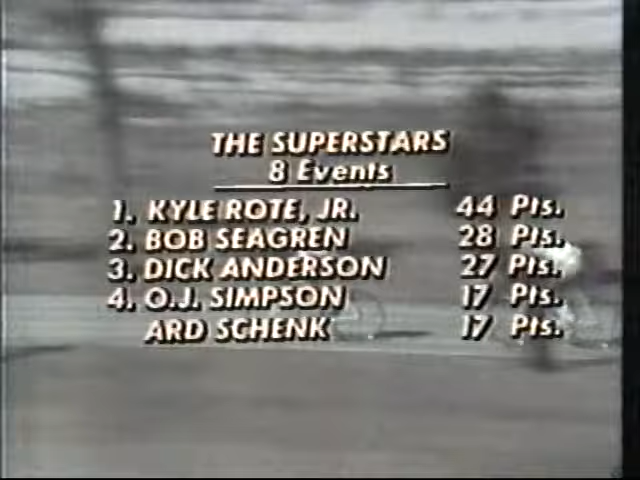 THE SUPERSTARS
8 Events
1. KYLE ROTE, JR. 44 Pts.
2. BOB SEAGREN 28 Pts.
3. DICK ANDERSON 27 Pts.
4. O.J. SIMPSON 17 Pts.
ARD SCHENK 17 Pts.